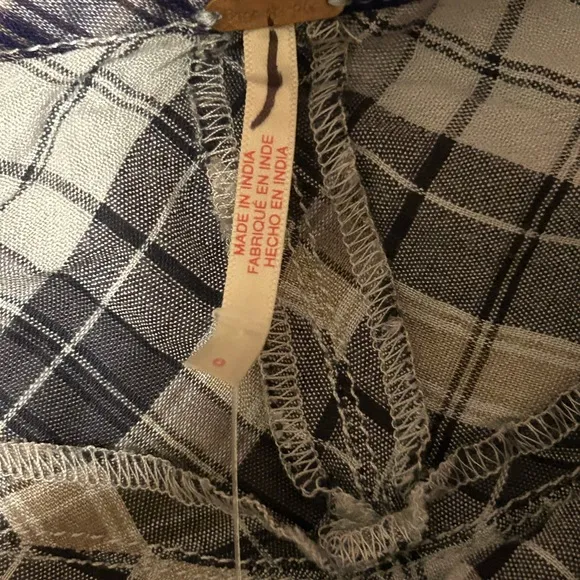 MADE IN INDIA
FABRIQUÉ EN INDE
HECHO EN INDIA